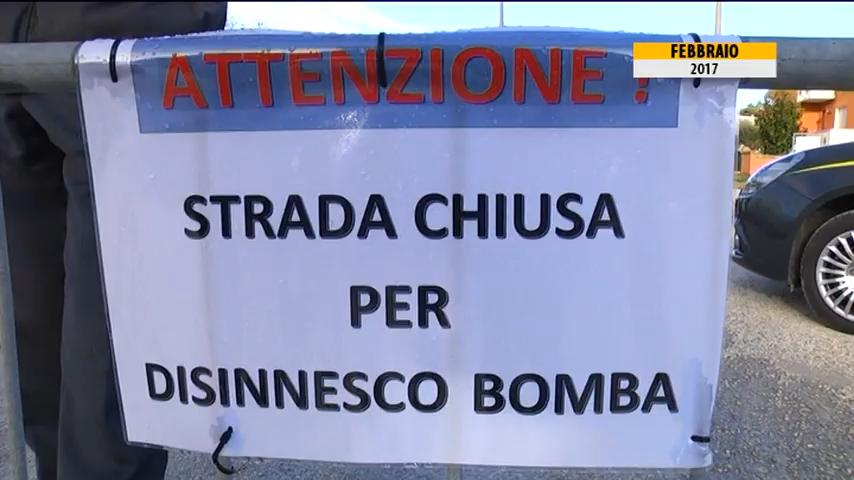 ATTENZIONE !
FEBBRAIO
2017
STRADA CHIUSA
PER
DISINNESCO BOMBA